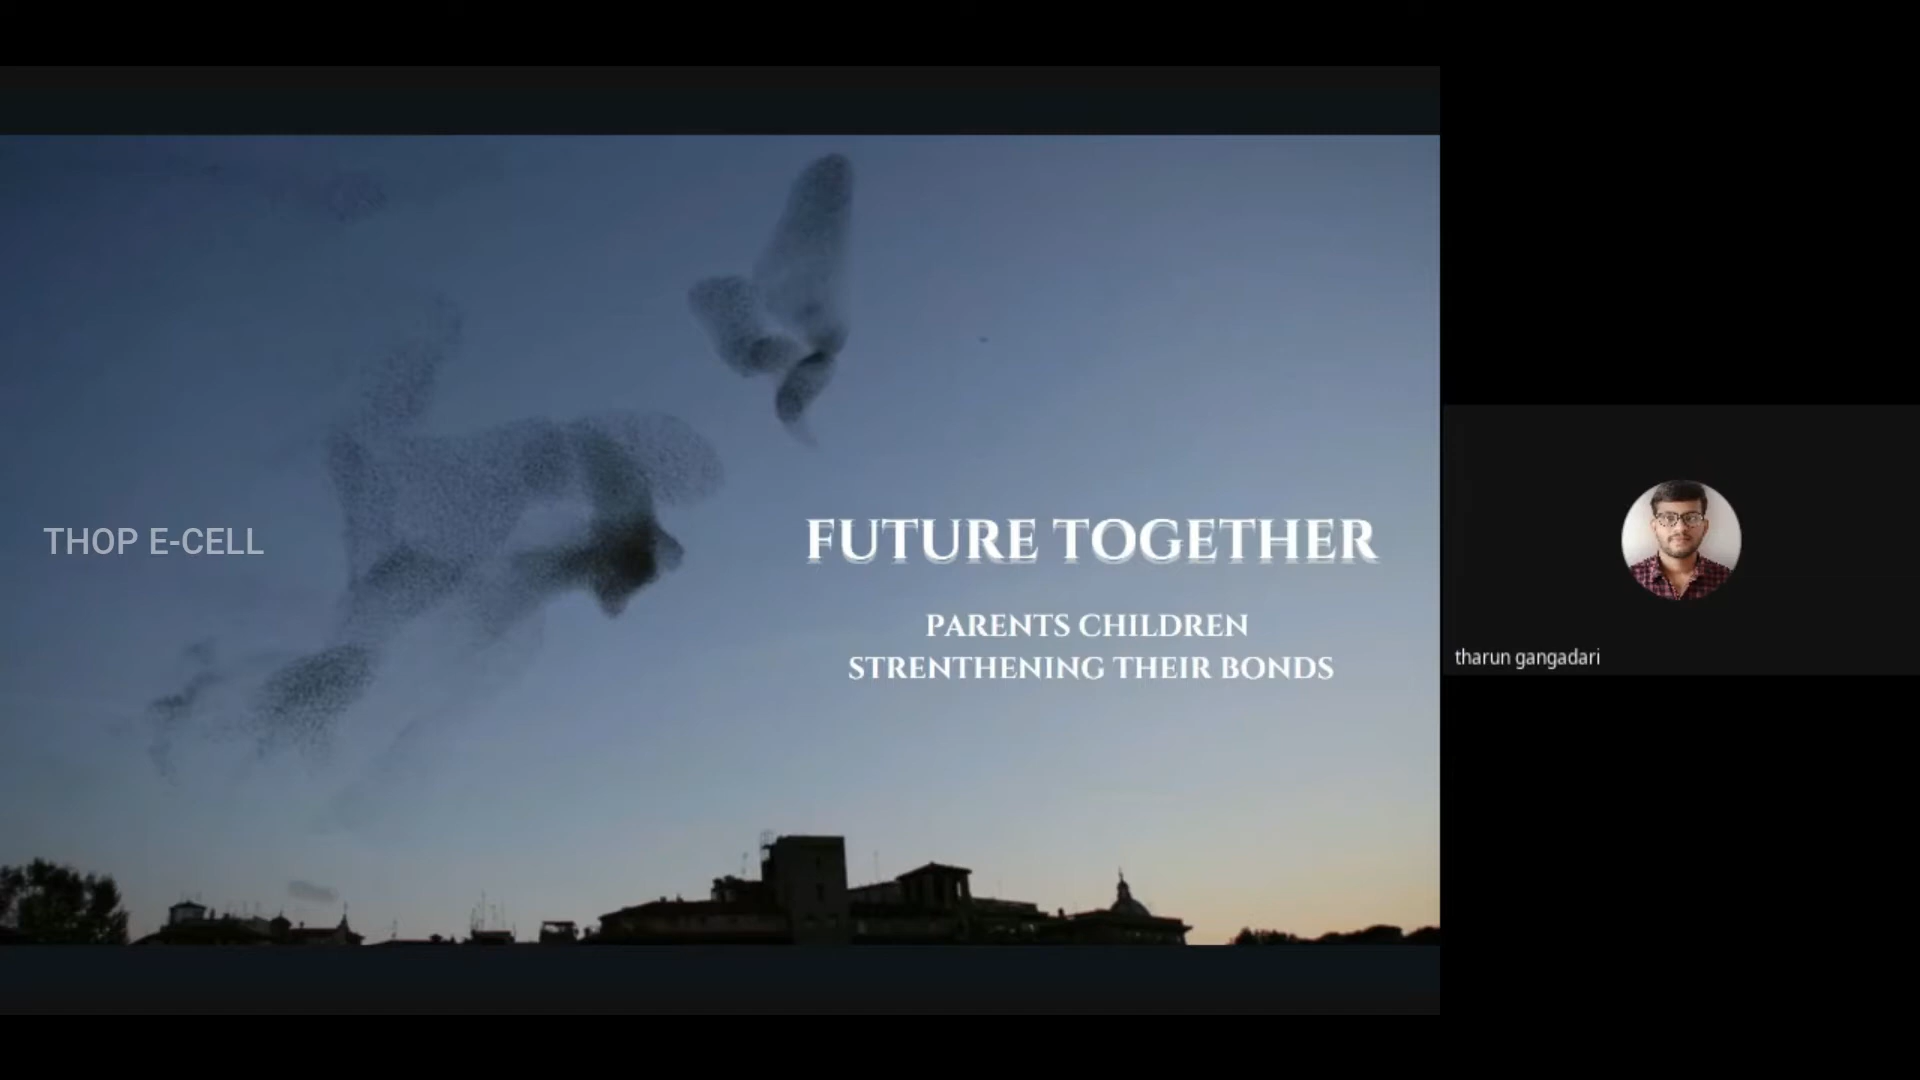 THOP E-CELL
FUTURE TOGETHER
PARENTS CHILDREN
STRENTHENING THEIR BONDS
tharun gangadari